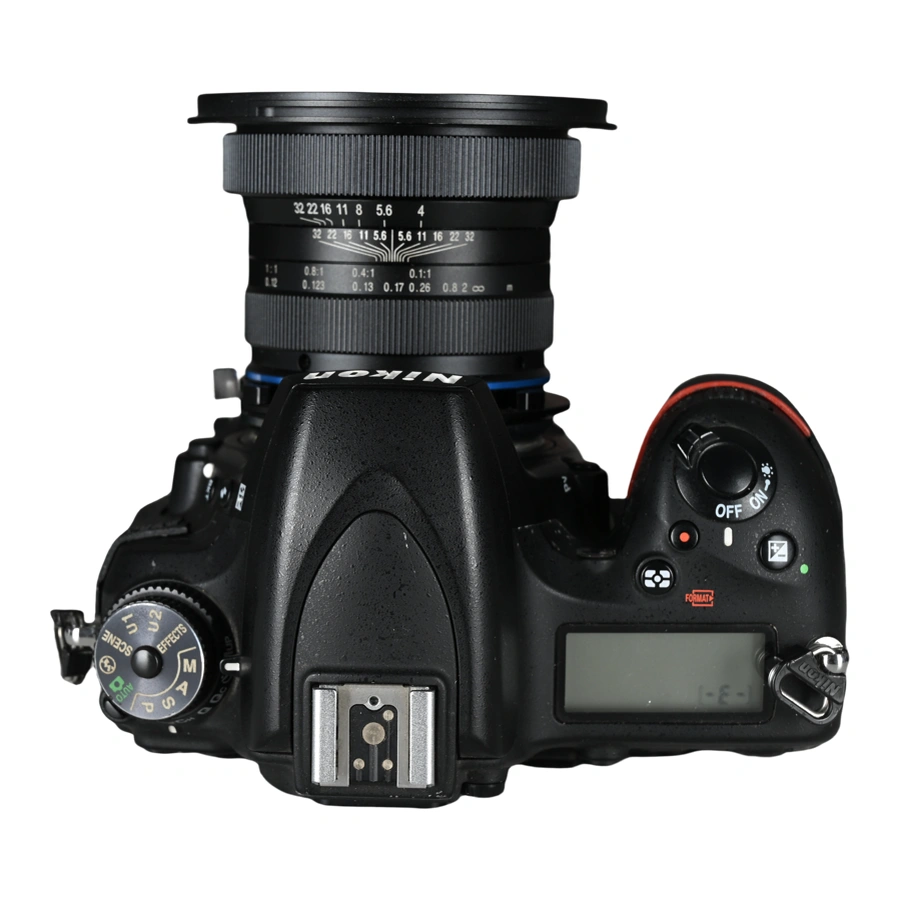 32 22 16 11 8 5.6 4
32 22 16 11 5.6 5.6 11 16 22 32
1:1 0.8:1 0.4:1 0.1:1
0.12 0.123 0.13 0.17 0.26 0.8 2 ∞ m
Nikon
OFF ON
FORMAT
U1 U2
SCENE EFFECTS
AUTO M A S P
[-E-]
NIKON